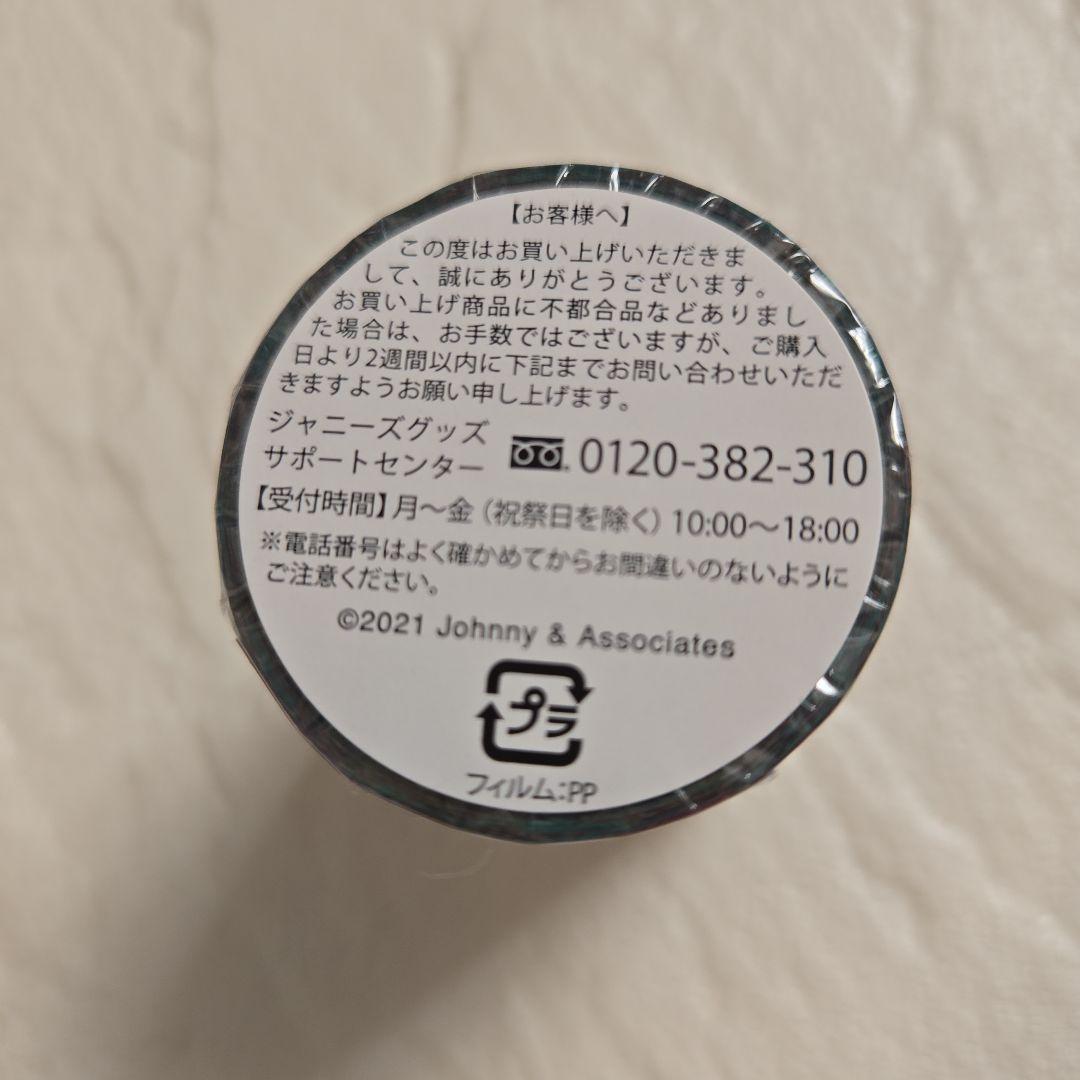 【お客様へ】
この度はお買い上げいただきま
して、誠にありがとうございます。
お買い上げ商品に不都合品などありまし
た場合は、お手数ではございますが、ご購入
日より2週間以内に下記までお問い合わせいただ
きますようお願い申し上げます。
ジャニーズグッズ
サポートセンター 0120-382-310
【受付時間】月～金（祝祭日を除く）10:00～18:00
※電話番号はよく確かめてからお間違いのないように
ご注意ください。
©2021 Johnny & Associates
プラ
フィルム:PP